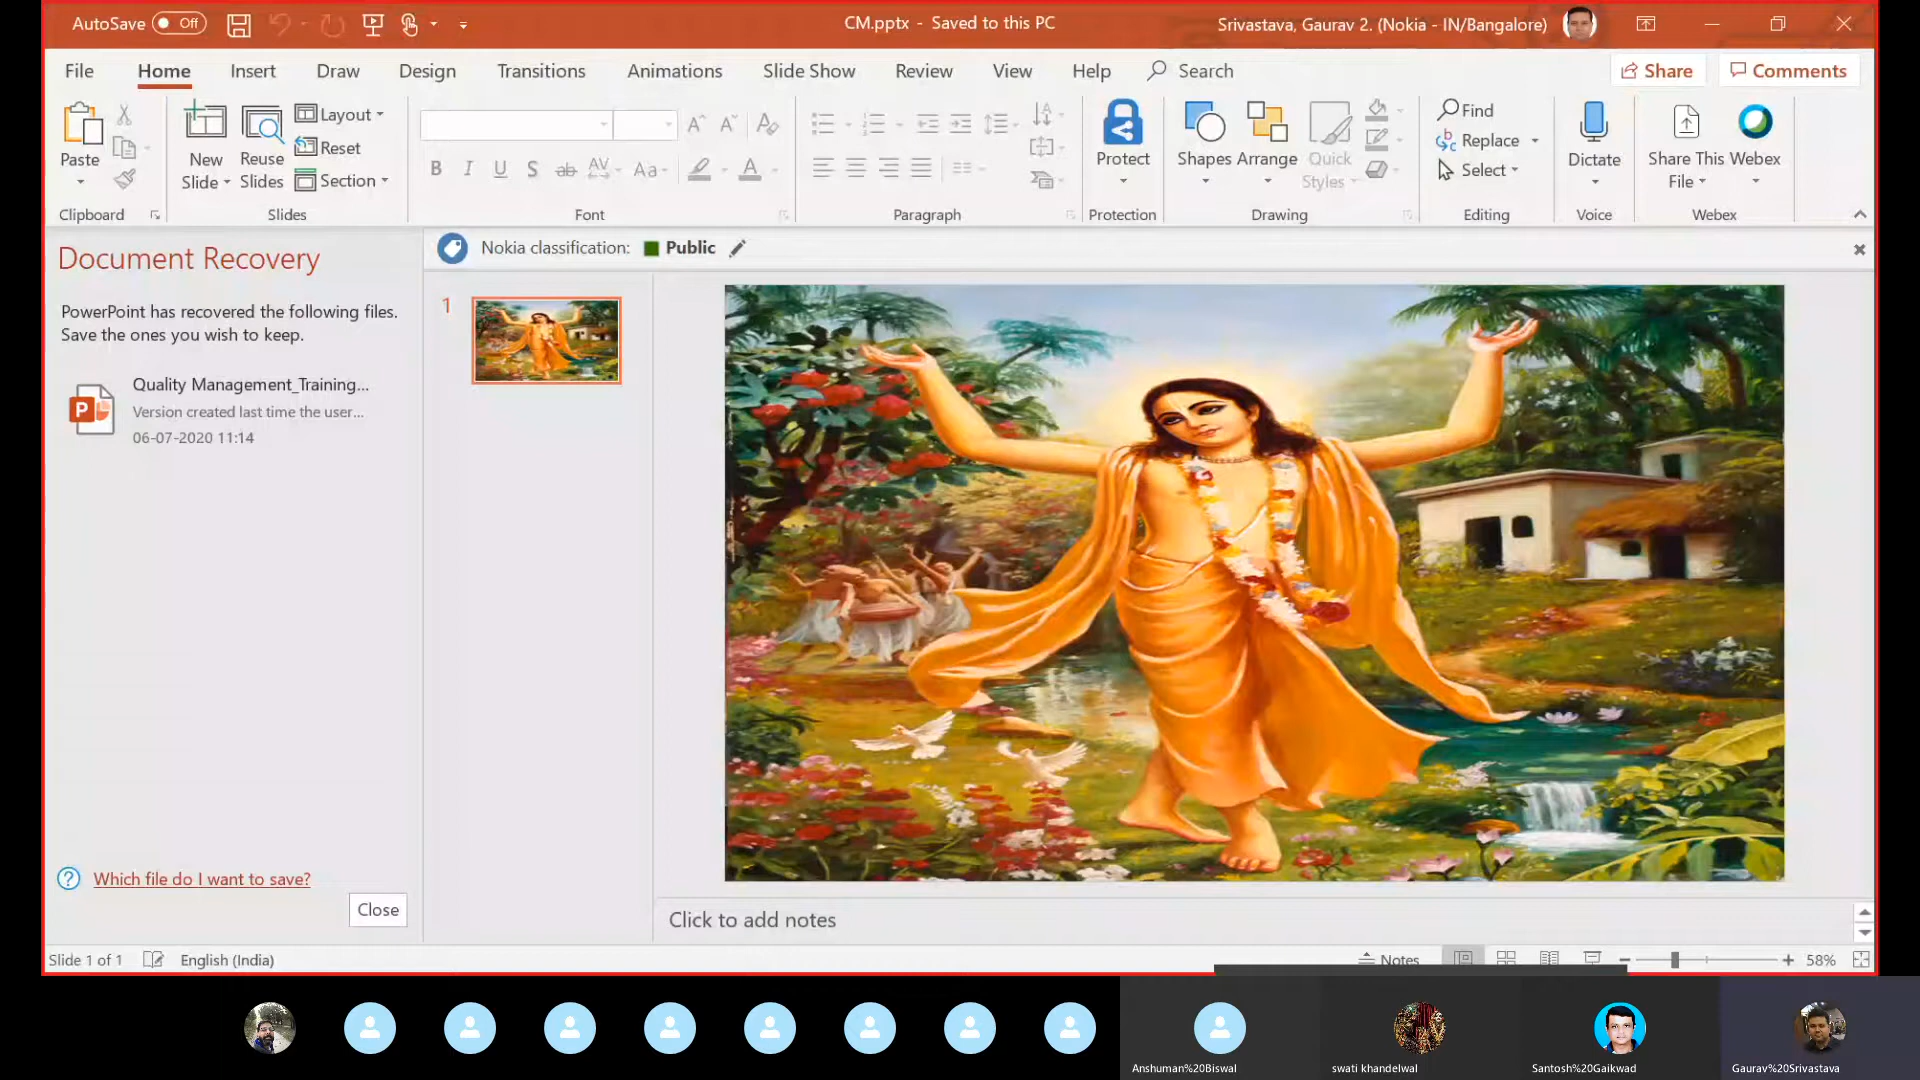 AutoSave Off
CM.pptx - Saved to this PC
Srivastava, Gaurav 2. (Nokia - IN/Bangalore)
File Home Insert Draw Design Transitions Animations Slide Show Review View Help Search
Share Comments
Paste
New
Slide
Reuse
Slides
Layout
Reset
Section
B I U S ab AV Aa A
Protect
Shapes
Arrange
Quick
Styles
Find
Replace
Select
Dictate
Share This
File
Webex
Clipboard Slides Font Paragraph Protection Drawing Editing Voice Webex
Document Recovery
PowerPoint has recovered the following files.
Save the ones you wish to keep.
P
Quality Management_Training...
Version created last time the user...
06-07-2020 11:14
Which file do I want to save?
Close
Nokia classification: Public
1
Click to add notes
Slide 1 of 1 English (India) Notes 58%
Anshuman%20Biswal
swati khandelwal
Santosh%20Gaikwad
Gaurav%20Srivastava